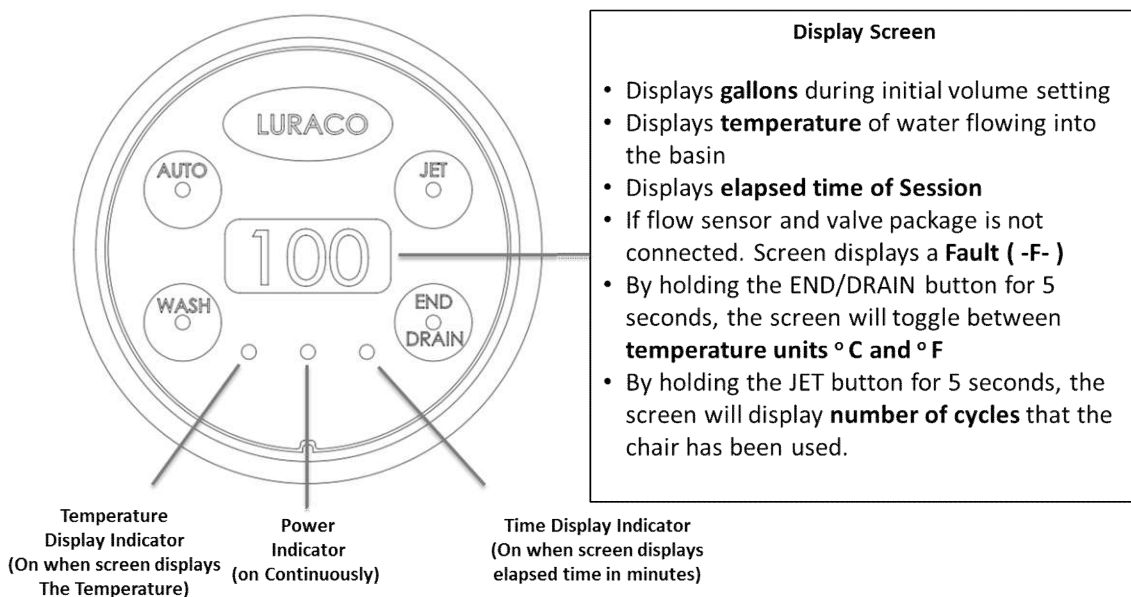 LURACO
AUTO
JET
100
WASH
END
DRAIN
Display Screen
• Displays gallons during initial volume setting
• Displays temperature of water flowing into
the basin
• Displays elapsed time of Session
• If flow sensor and valve package is not
connected. Screen displays a Fault ( -F- )
• By holding the END/DRAIN button for 5
seconds, the screen will toggle between
temperature units ° C and ° F
• By holding the JET button for 5 seconds, the
screen will display number of cycles that the
chair has been used.
Temperature
Display Indicator
(On when screen displays
The Temperature)
Power
Indicator
(on Continuously)
Time Display Indicator
(On when screen displays
elapsed time in minutes)